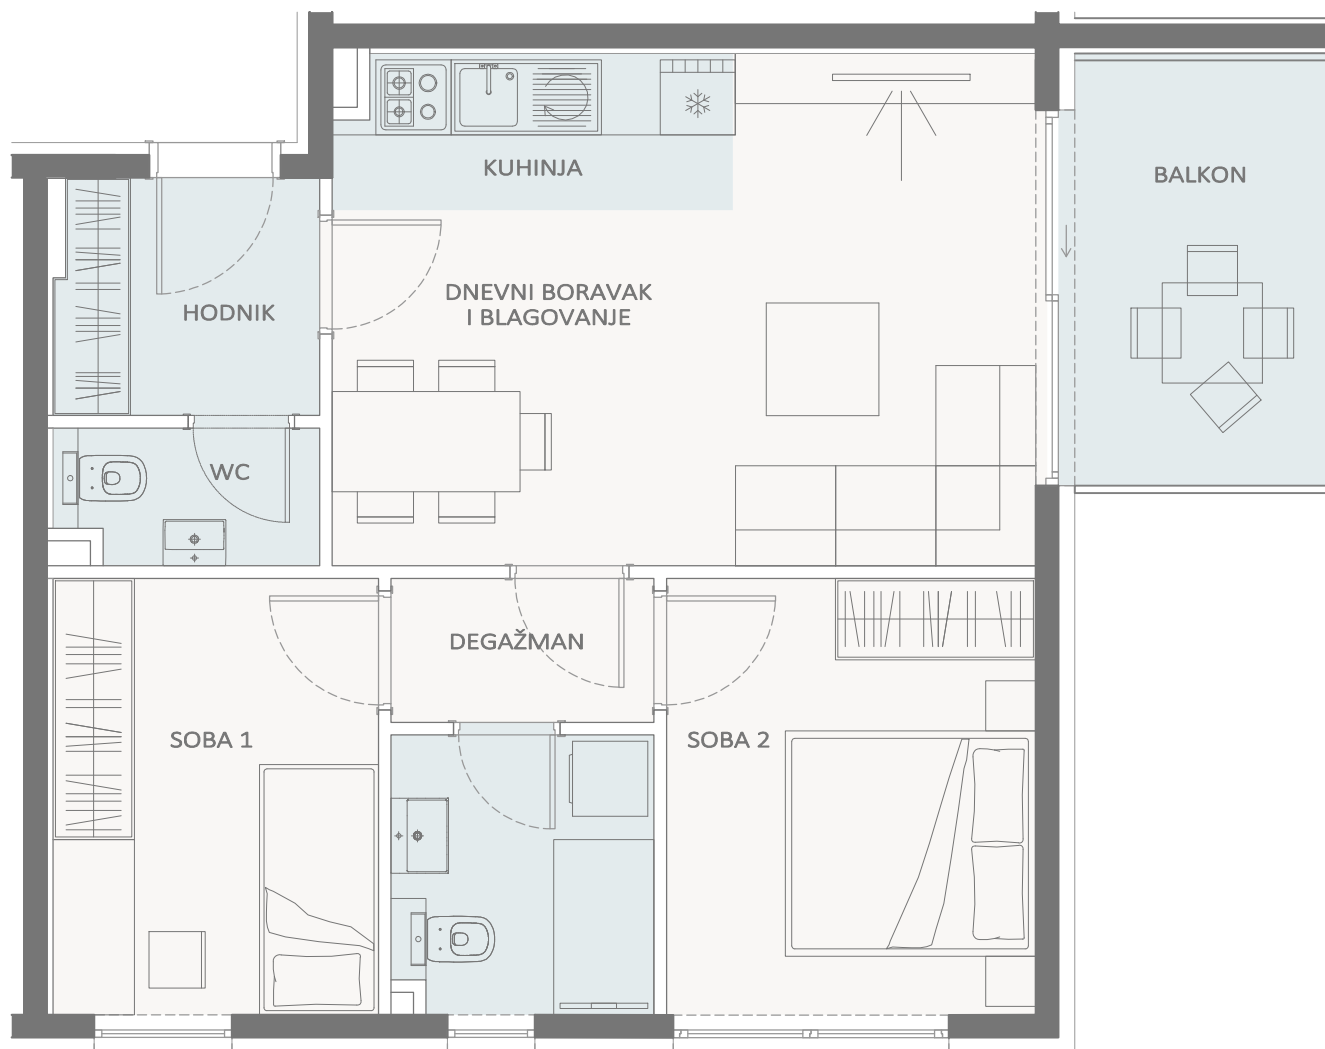 KUHINJA
BALKON
DNEVNI BORAVAK
I BLAGOVANJE
HODNIK
WC
DEGAŽMAN
SOBA 1
SOBA 2